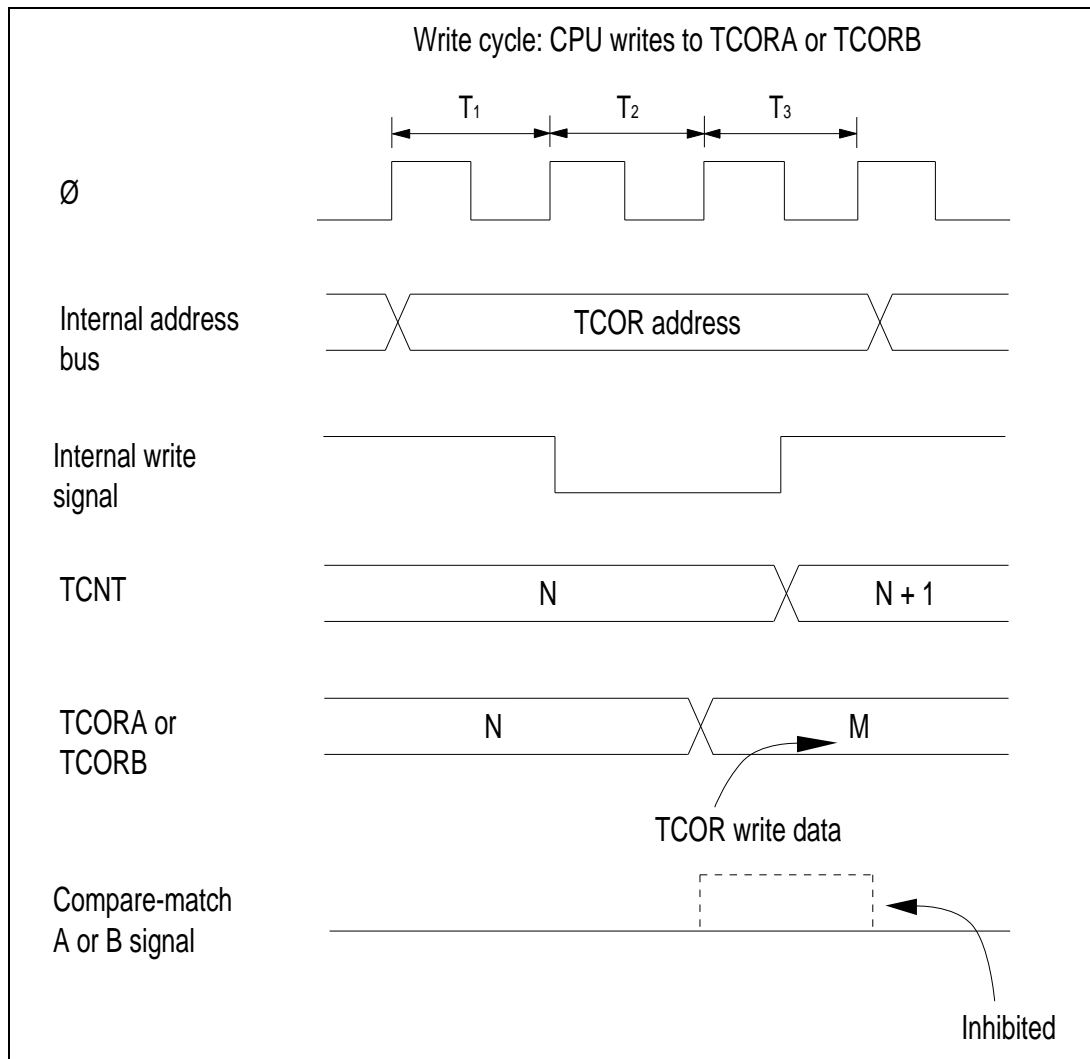 Write cycle: CPU writes to TCORA or TCORB
T1 T2 T3
Ø
Internal address
bus
TCOR address
Internal write
signal
TCNT
N N + 1
TCORA or
TCORB
N M
TCOR write data
Compare-match
A or B signal
Inhibited